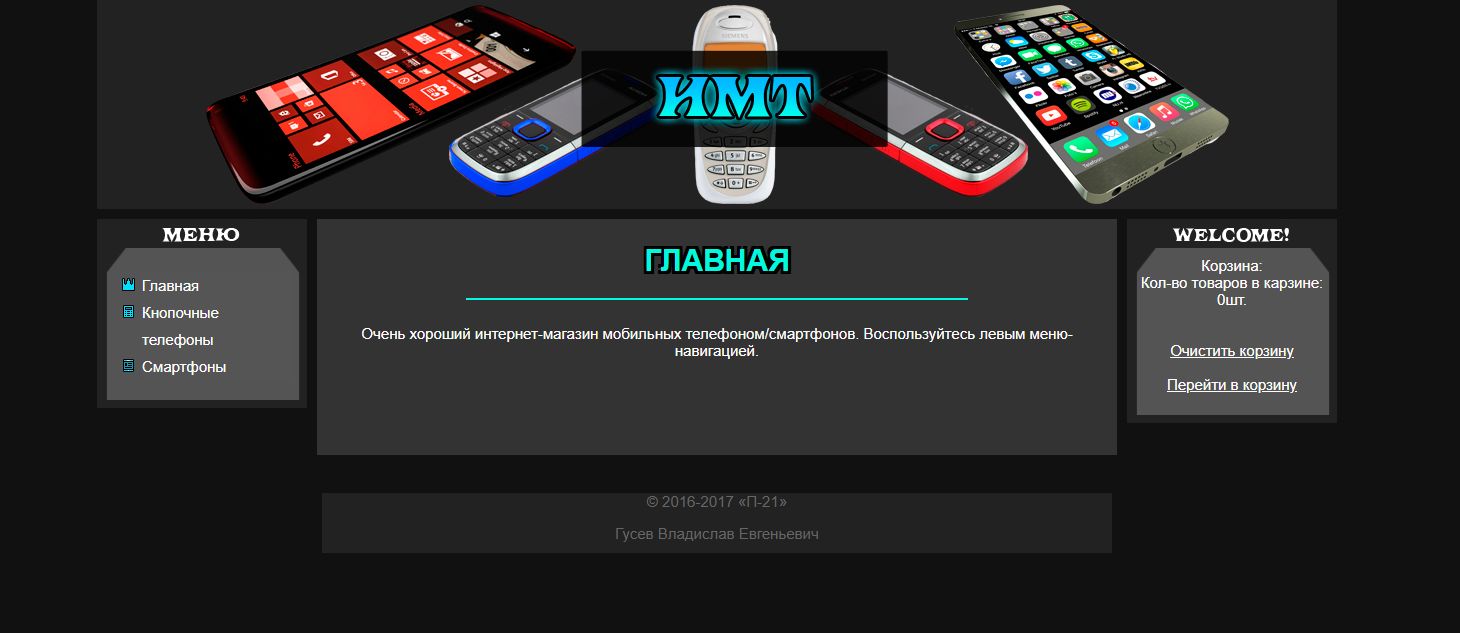 SIEMENS
ИМТ
МЕНЮ
Главная
Кнопочные
телефоны
Смартфоны
ГЛАВНАЯ
Очень хороший интернет-магазин мобильных телефоном/смартфонов. Воспользуйтесь левым меню-
навигацией.
WELCOME!
Корзина:
Кол-во товаров в карзине:
0шт.
Очистить корзину
Перейти в корзину
© 2016-2017 «П-21»
Гусев Владислав Евгеньевич